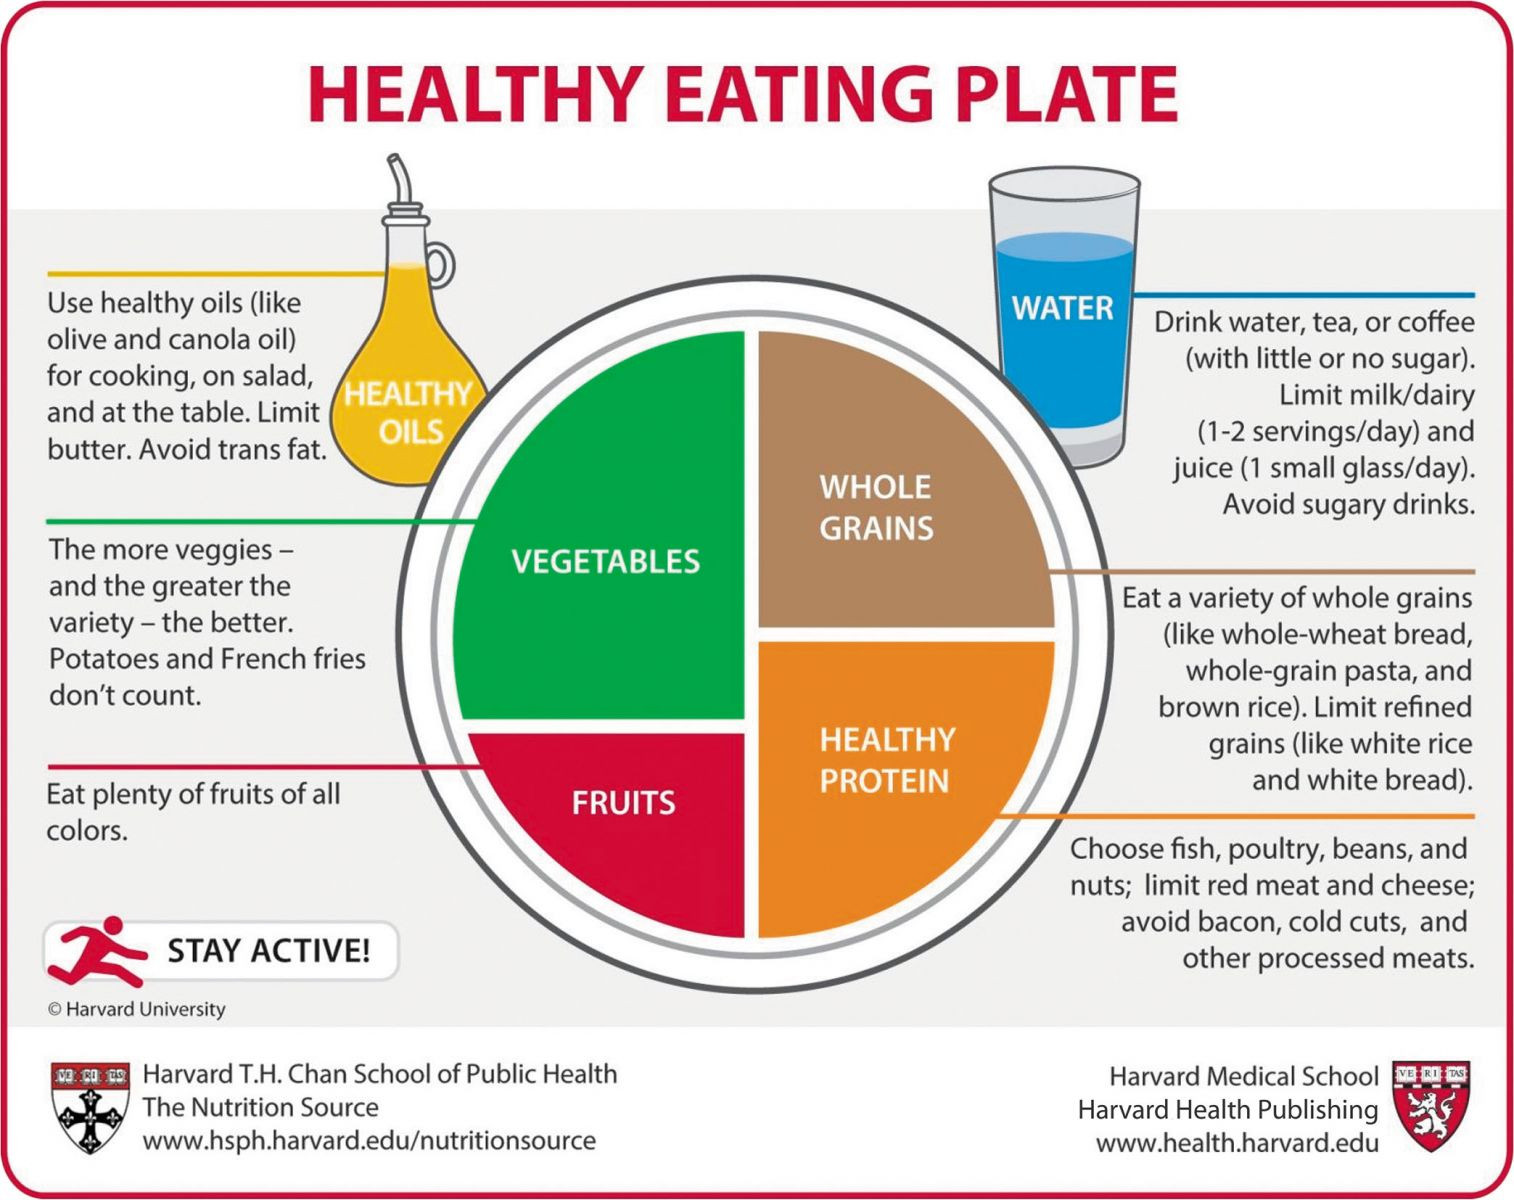 HEALTHY EATING PLATE
HEALTHY
OILS
Use healthy oils (like
olive and canola oil)
for cooking, on salad,
and at the table. Limit
butter. Avoid trans fat.
The more veggies –
and the greater the
variety – the better.
Potatoes and French fries
don’t count.
Eat plenty of fruits of all
colors.
VEGETABLES
FRUITS
WHOLE
GRAINS
HEALTHY
PROTEIN
WATER
Drink water, tea, or coffee
(with little or no sugar).
Limit milk/dairy
(1-2 servings/day) and
juice (1 small glass/day).
Avoid sugary drinks.
Eat a variety of whole grains
(like whole-wheat bread,
whole-grain pasta, and
brown rice). Limit refined
grains (like white rice
and white bread).
Choose fish, poultry, beans, and
nuts; limit red meat and cheese;
avoid bacon, cold cuts, and
other processed meats.
STAY ACTIVE!
© Harvard University
VE RI TAS
Harvard T.H. Chan School of Public Health
The Nutrition Source
www.hsph.harvard.edu/nutritionsource
Harvard Medical School
Harvard Health Publishing
www.health.harvard.edu
VE RI TAS